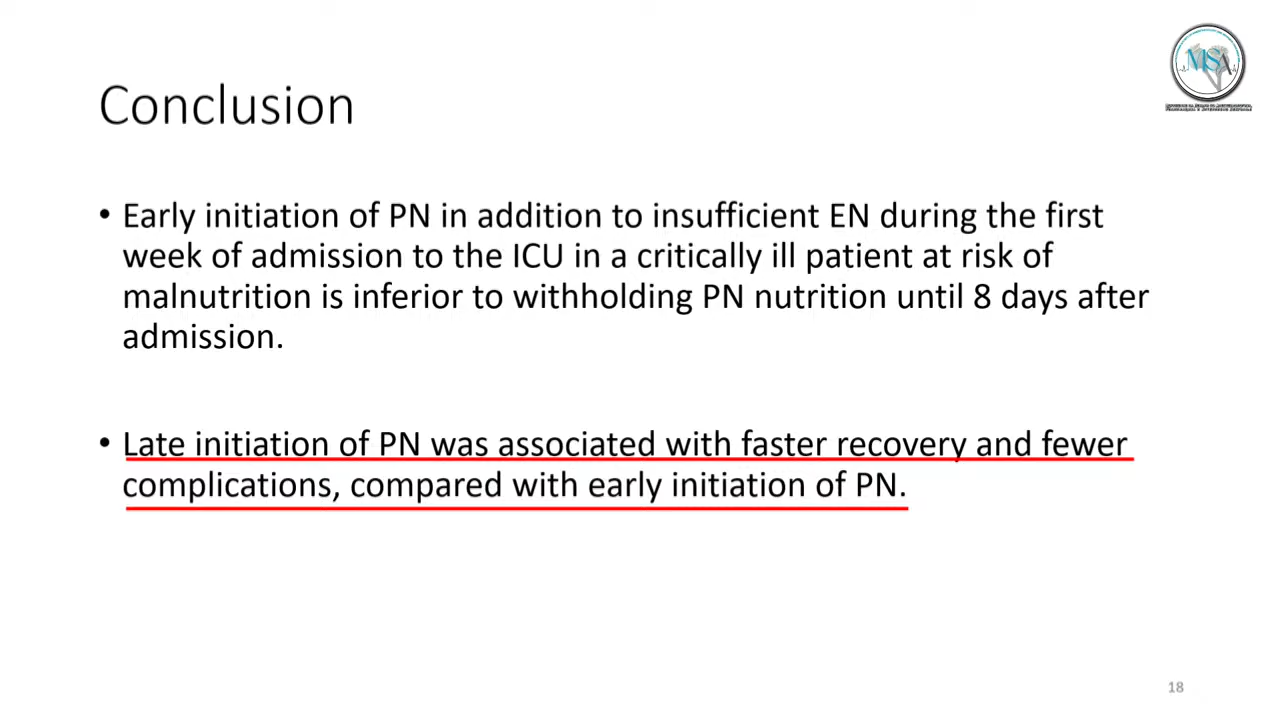 MSA
Conclusion
• Early initiation of PN in addition to insufficient EN during the first
week of admission to the ICU in a critically ill patient at risk of
malnutrition is inferior to withholding PN nutrition until 8 days after
admission.
• Late initiation of PN was associated with faster recovery and fewer
complications, compared with early initiation of PN.
18